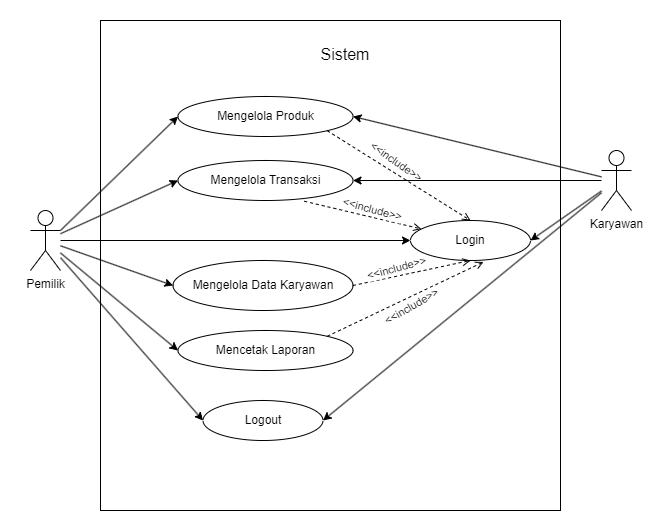 Sistem
Mengelola Produk
<<include>>
Mengelola Transaksi
<<include>>
Karyawan
Login
Pemilik
<<include>>
Mengelola Data Karyawan
<<include>>
Mencetak Laporan
Logout